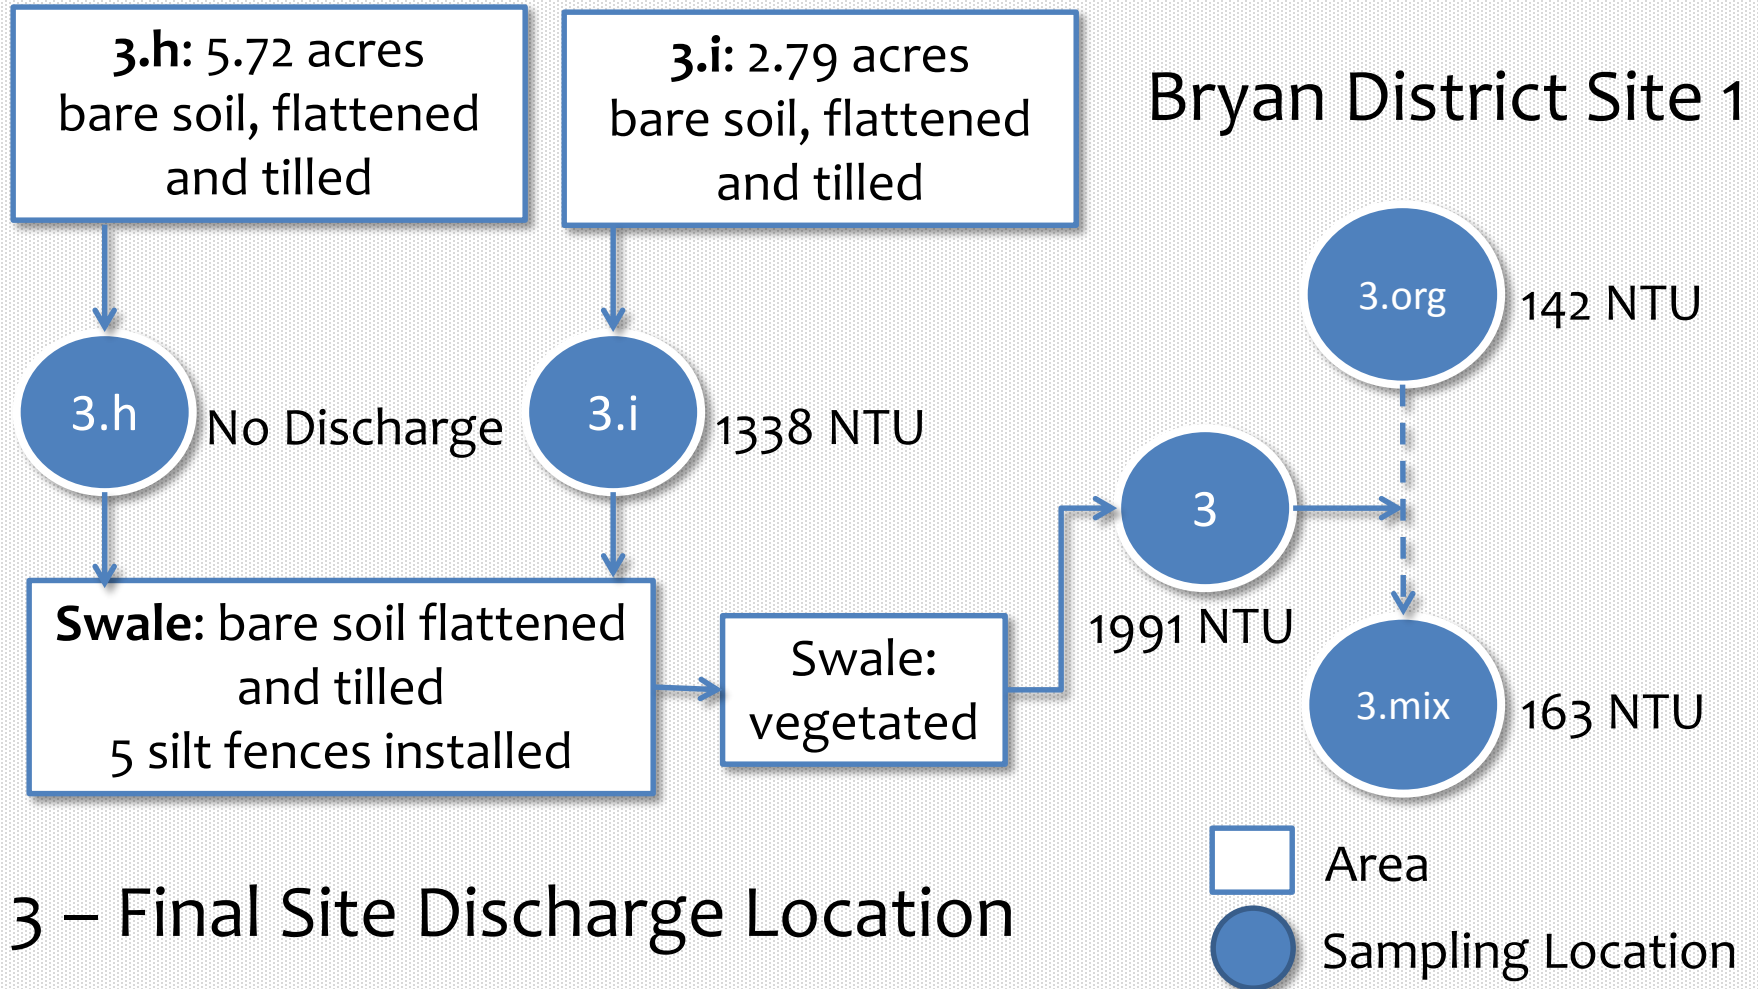 3.h: 5.72 acres
bare soil, flattened
and tilled
3.i: 2.79 acres
bare soil, flattened
and tilled
Bryan District Site 1
3.org
142 NTU
3.h
No Discharge
3.i
1338 NTU
3
1991 NTU
Swale: bare soil flattened
and tilled
5 silt fences installed
Swale:
vegetated
3.mix
163 NTU
3 – Final Site Discharge Location
Area
Sampling Location